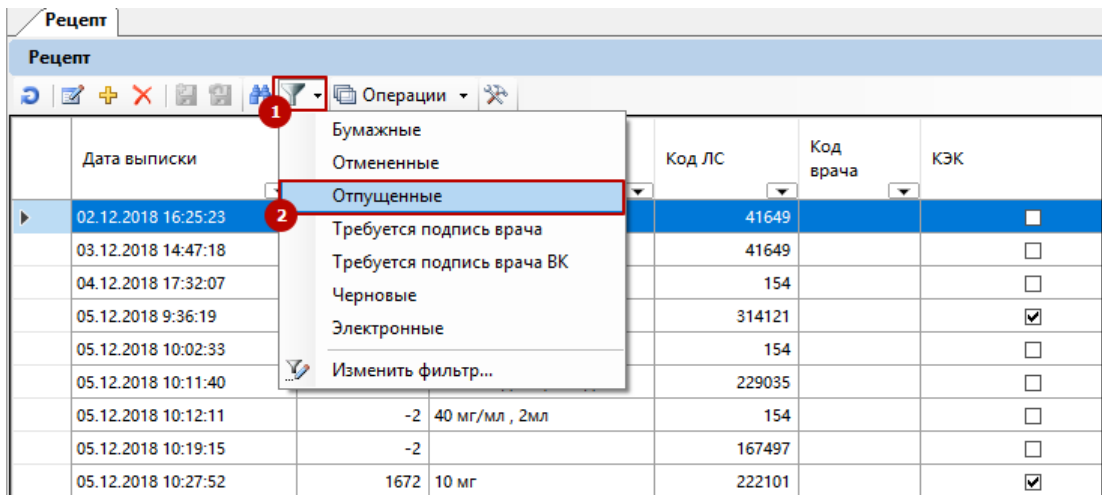 Рецепт
Рецепт
Операции
1
Бумажные
Отмененные
Отпущенные
2
Требуется подпись врача
Требуется подпись врача ВК
Черновые
Электронные
Изменить фильтр...
Дата выписки Код ЛС Код врача КЭК
02.12.2018 16:25:23 41649
03.12.2018 14:47:18 41649
04.12.2018 17:32:07 154
05.12.2018 9:36:19 314121
05.12.2018 10:02:33 154
05.12.2018 10:11:40 229035
05.12.2018 10:12:11 -2 40 мг/мл , 2мл 154
05.12.2018 10:19:15 -2 167497
05.12.2018 10:27:52 1672 10 мг 222101